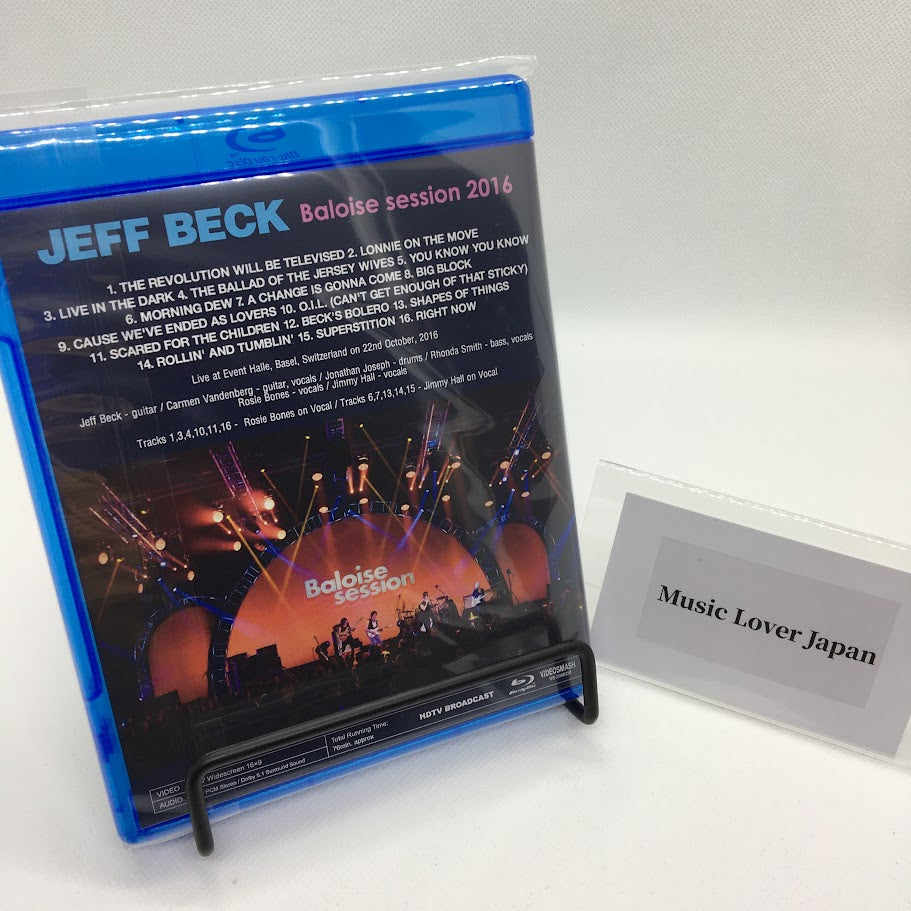 Blu-ray Disc
JEFF BECK Baloise session 2016
1. THE REVOLUTION WILL BE TELEVISED 2. LONNIE ON THE MOVE
3. LIVE IN THE DARK 4. THE BALLAD OF THE JERSEY WIVES 5. YOU KNOW YOU KNOW
6. MORNING DEW 7. A CHANGE IS GONNA COME 8. BIG BLOCK
9. CAUSE WE'VE ENDED AS LOVERS 10. O.I.L. (CAN'T GET ENOUGH OF THAT STICKY)
11. SCARED FOR THE CHILDREN 12. BECK'S BOLERO 13. SHAPES OF THINGS
14. ROLLIN' AND TUMBLIN' 15. SUPERSTITION 16. RIGHT NOW
Live at Event Halle, Basel, Switzerland on 22nd October, 2016
Jeff Beck - guitar / Carmen Vandenberg - guitar, vocals / Jonathan Joseph - drums / Rhonda Smith - bass, vocals
Rosie Bones - vocals / Jimmy Hall - vocals
Tracks 1,3,4,10,11,16 - Rosie Bones on Vocal / Tracks 6,7,13,14,15 - Jimmy Hall on Vocal
Baloise
session
VIDEO Widescreen 16×9
AUDIO PCM Stereo / Dolby 5.1 Surround Sound
Total Running Time:
76min. approx
HDTV BROADCAST
Blu-ray Disc
VIDEOSMASH
Music Lover Japan